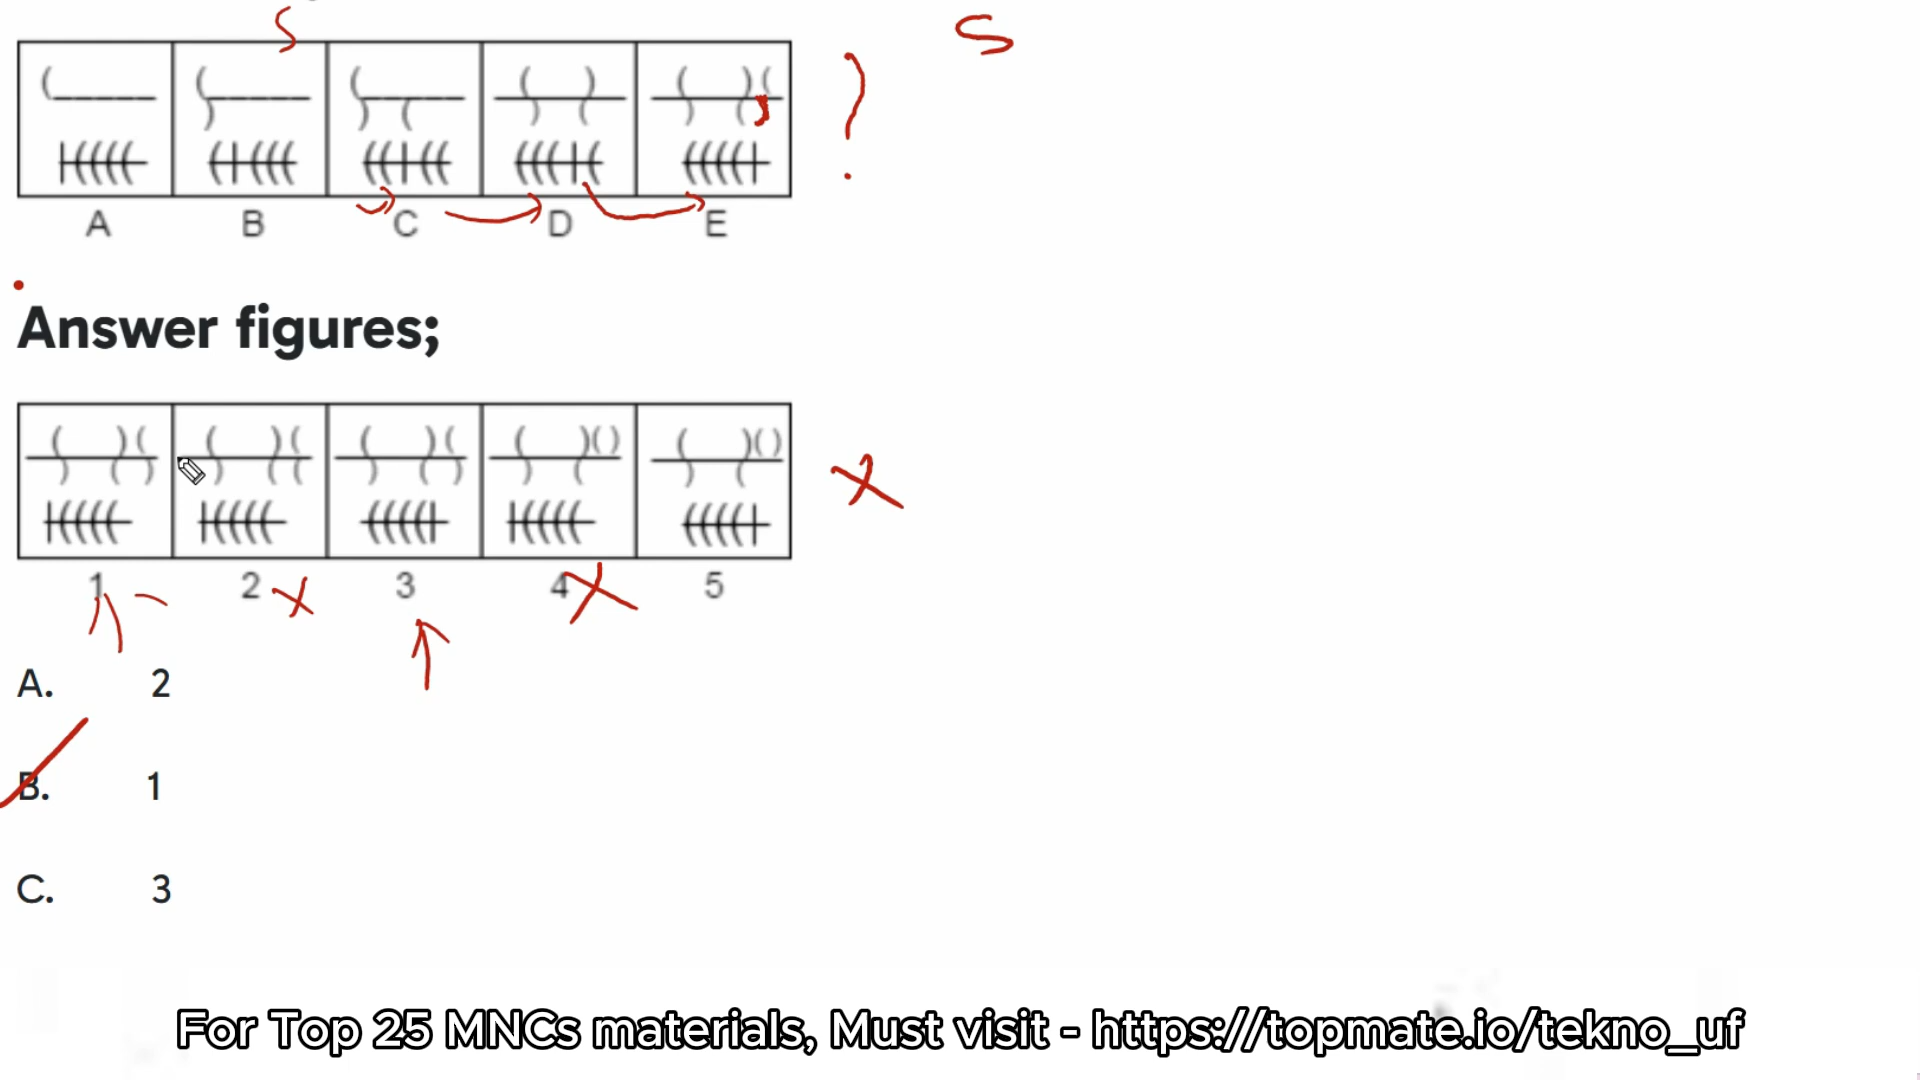 S
S
?
A B C D E
Answer figures;
1 2 3 4 5
A. 2
B. 1
C. 3
For Top 25 MNCs materials, Must visit - https://topmate.io/tekno_uf